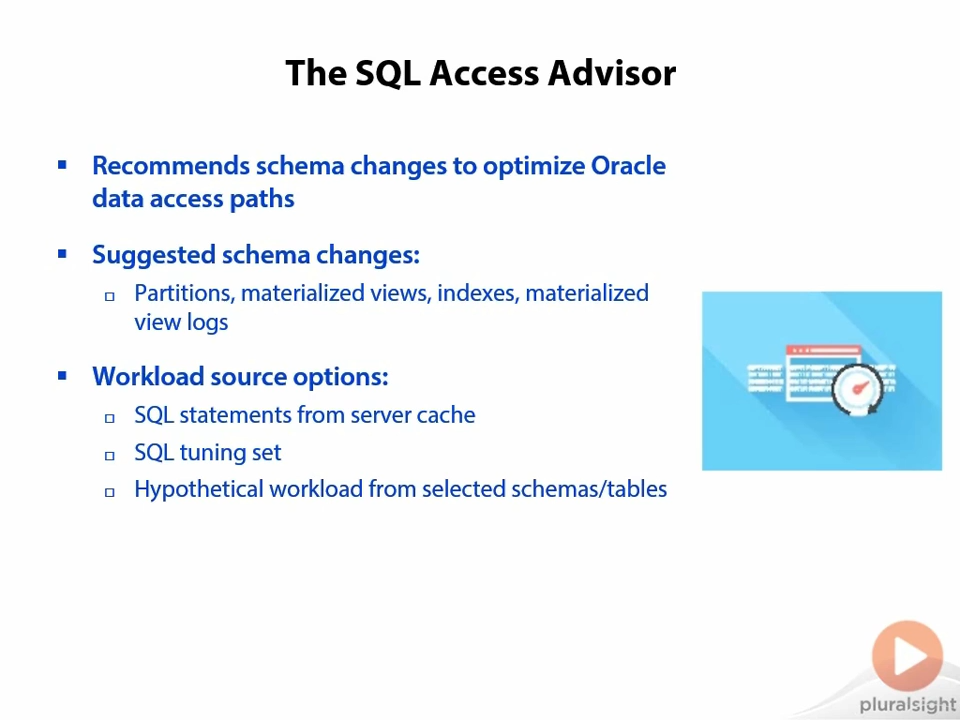 The SQL Access Advisor
Recommends schema changes to optimize Oracle
data access paths
Suggested schema changes:
Partitions, materialized views, indexes, materialized
view logs
Workload source options:
SQL statements from server cache
SQL tuning set
Hypothetical workload from selected schemas/tables
pluralsight